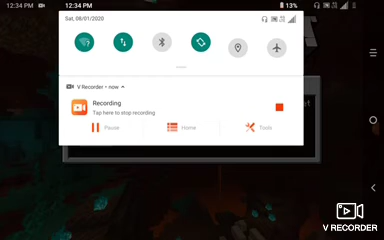 12:34 PM
12:34 PM
13%
Sat, 08/01/2020
V Recorder • now
Recording
Tap here to stop recording
Pause
Home
Tools
V RECORDER